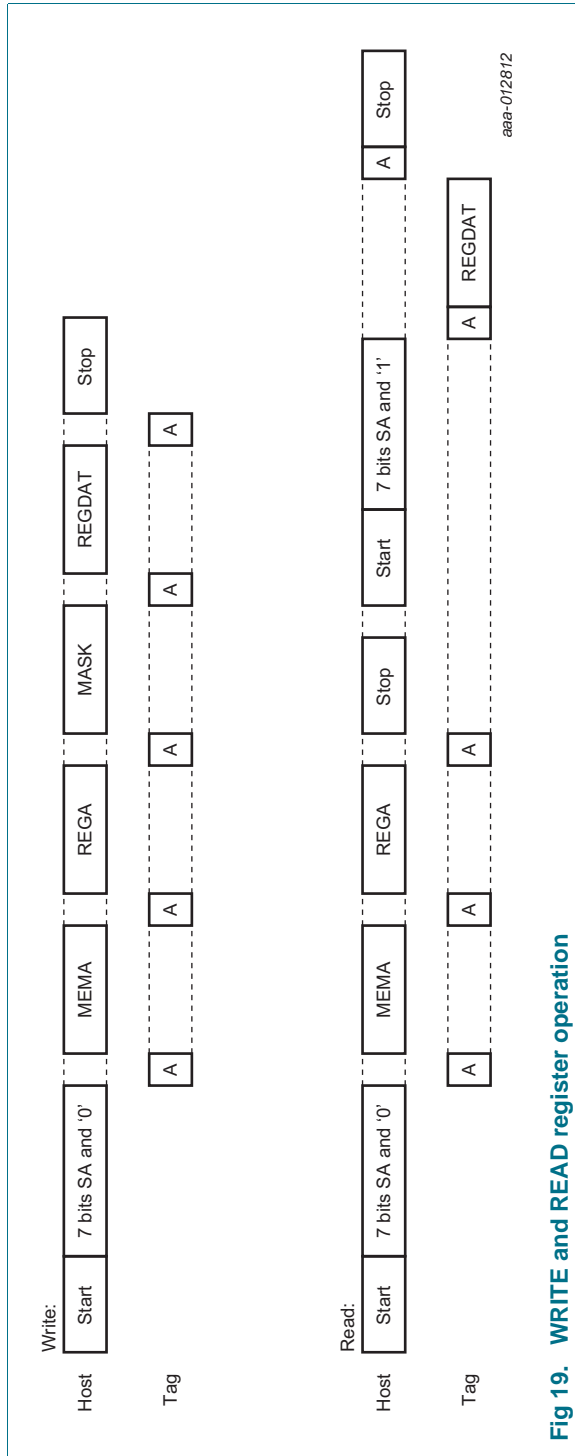 Write:
Host Start 7 bits SA and ‘0’ MEMA REGA MASK REGDAT Stop
Tag A A A A A
Read:
Host Start 7 bits SA and ‘0’ MEMA REGA Stop Start 7 bits SA and ‘1’ A Stop
Tag A A A A REGDAT
aaa-012812
Fig 19. WRITE and READ register operation